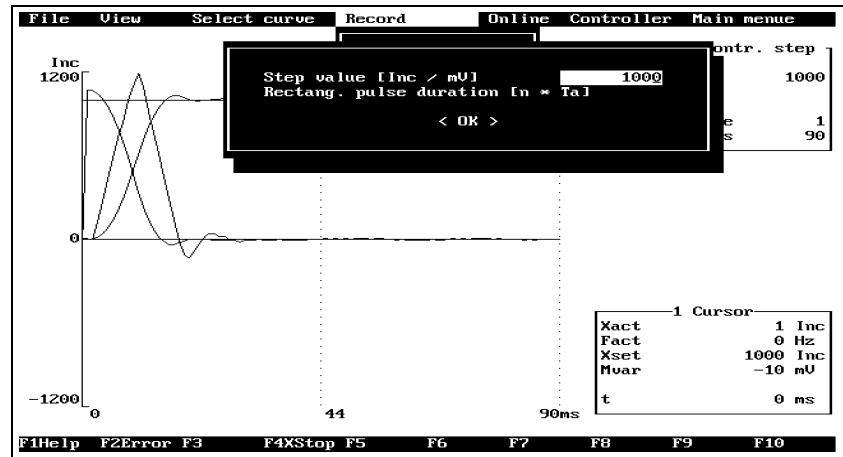 File View Select curve Record Online Controller Main menue
ontr. step
Inc
1200
Step value [Inc / mV] 1000
1000
Rectang. pulse duration [n * Ta]
< OK >
e 1
s 90
0
1 Cursor
Xact 1 Inc
Fact 0 Hz
Xset 1000 Inc
Mvar -10 mV
t 0 ms
-1200
0 44 90ms
F1Help F2Error F3 F4XStop F5 F6 F7 F8 F9 F10